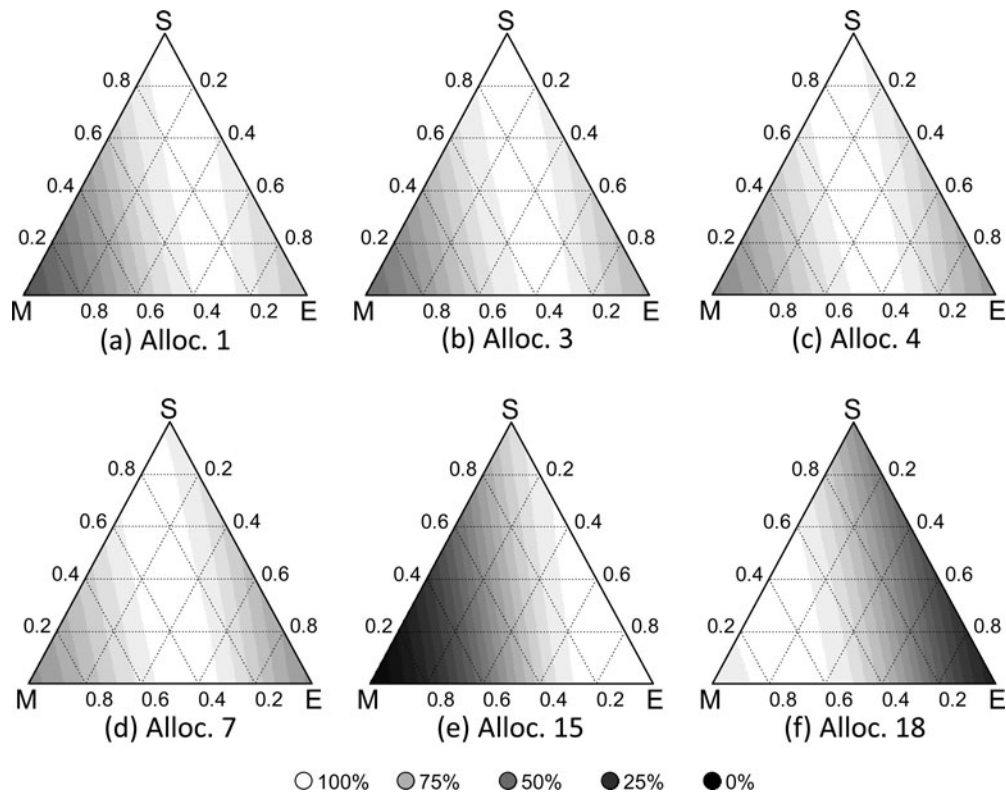 S S S
0.8 0.2 0.8 0.2 0.8 0.2
0.6 0.4 0.6 0.4 0.6 0.4
0.4 0.6 0.4 0.6 0.4 0.6
0.2 0.8 0.2 0.8 0.2 0.8
M 0.8 0.6 0.4 0.2 E M 0.8 0.6 0.4 0.2 E M 0.8 0.6 0.4 0.2 E
(a) Alloc. 1 (b) Alloc. 3 (c) Alloc. 4
S S S
0.8 0.2 0.8 0.2 0.8 0.2
0.6 0.4 0.6 0.4 0.6 0.4
0.4 0.6 0.4 0.6 0.4 0.6
0.2 0.8 0.2 0.8 0.2 0.8
M 0.8 0.6 0.4 0.2 E M 0.8 0.6 0.4 0.2 E M 0.8 0.6 0.4 0.2 E
(d) Alloc. 7 (e) Alloc. 15 (f) Alloc. 18
100% 75% 50% 25% 0%